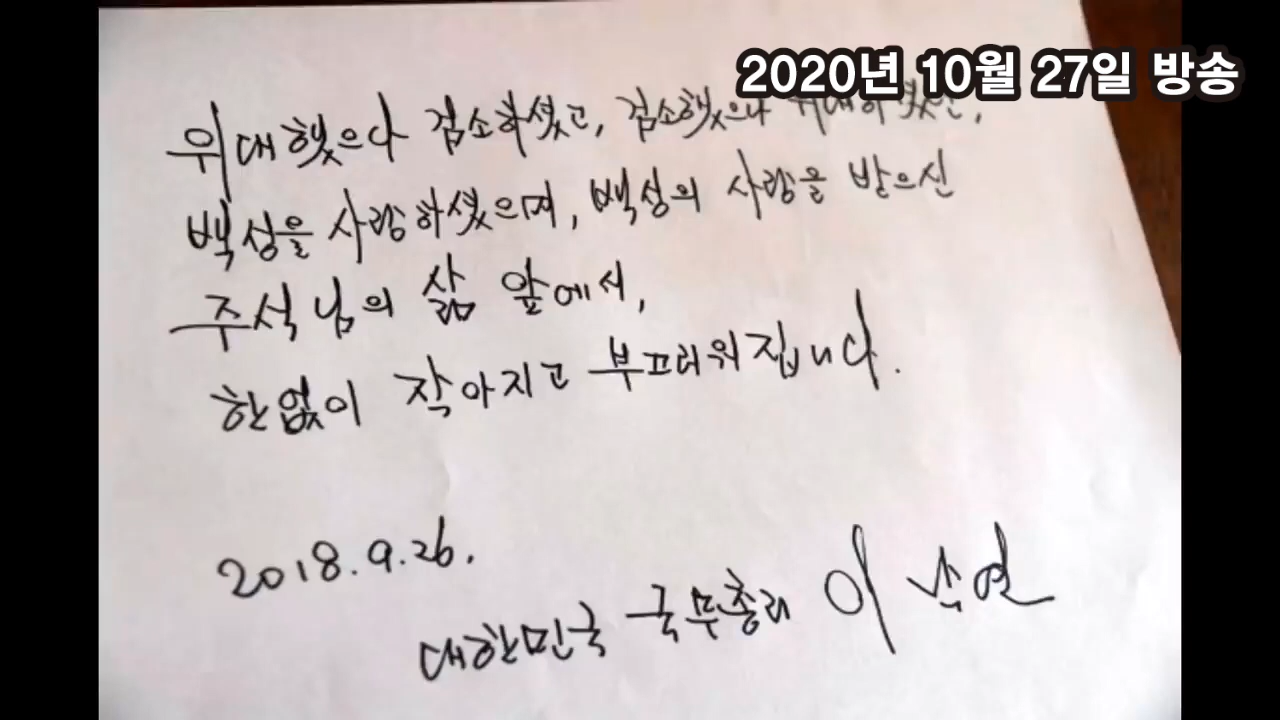 2020년 10월 27일 방송
위대했으나 검소하셨고, 검소했으나 위대하셨던,
백성을 사랑하셨으며, 백성의 사랑을 받으신
주석님의 삶 앞에서,
한없이 작아지고 부끄러워집니다.
2018.9.26.
대한민국 국무총리 이낙연